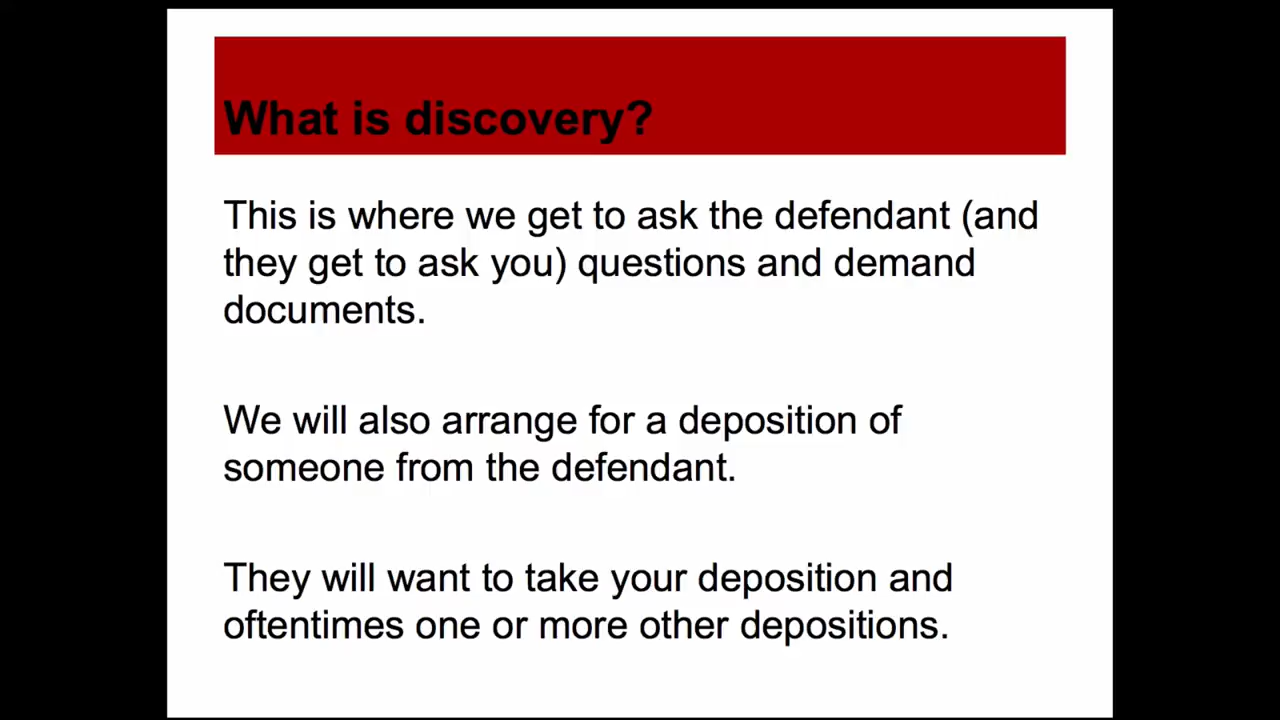 What is discovery?
This is where we get to ask the defendant (and
they get to ask you) questions and demand
documents.
We will also arrange for a deposition of
someone from the defendant.
They will want to take your deposition and
oftentimes one or more other depositions.